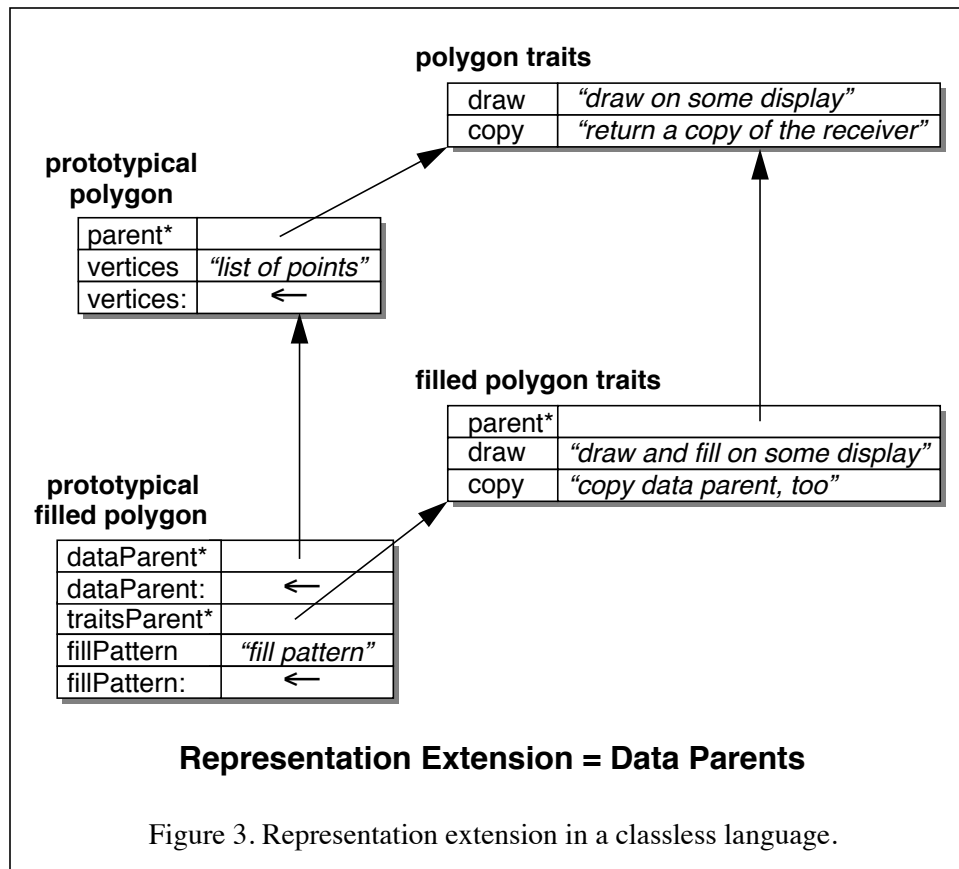 polygon traits
draw “draw on some display”
copy “return a copy of the receiver”
prototypical
polygon
parent*
vertices “list of points”
vertices: ←
filled polygon traits
parent*
draw “draw and fill on some display”
copy “copy data parent, too”
prototypical
filled polygon
dataParent*
dataParent: ←
traitsParent*
fillPattern “fill pattern”
fillPattern: ←
Representation Extension = Data Parents
Figure 3. Representation extension in a classless language.